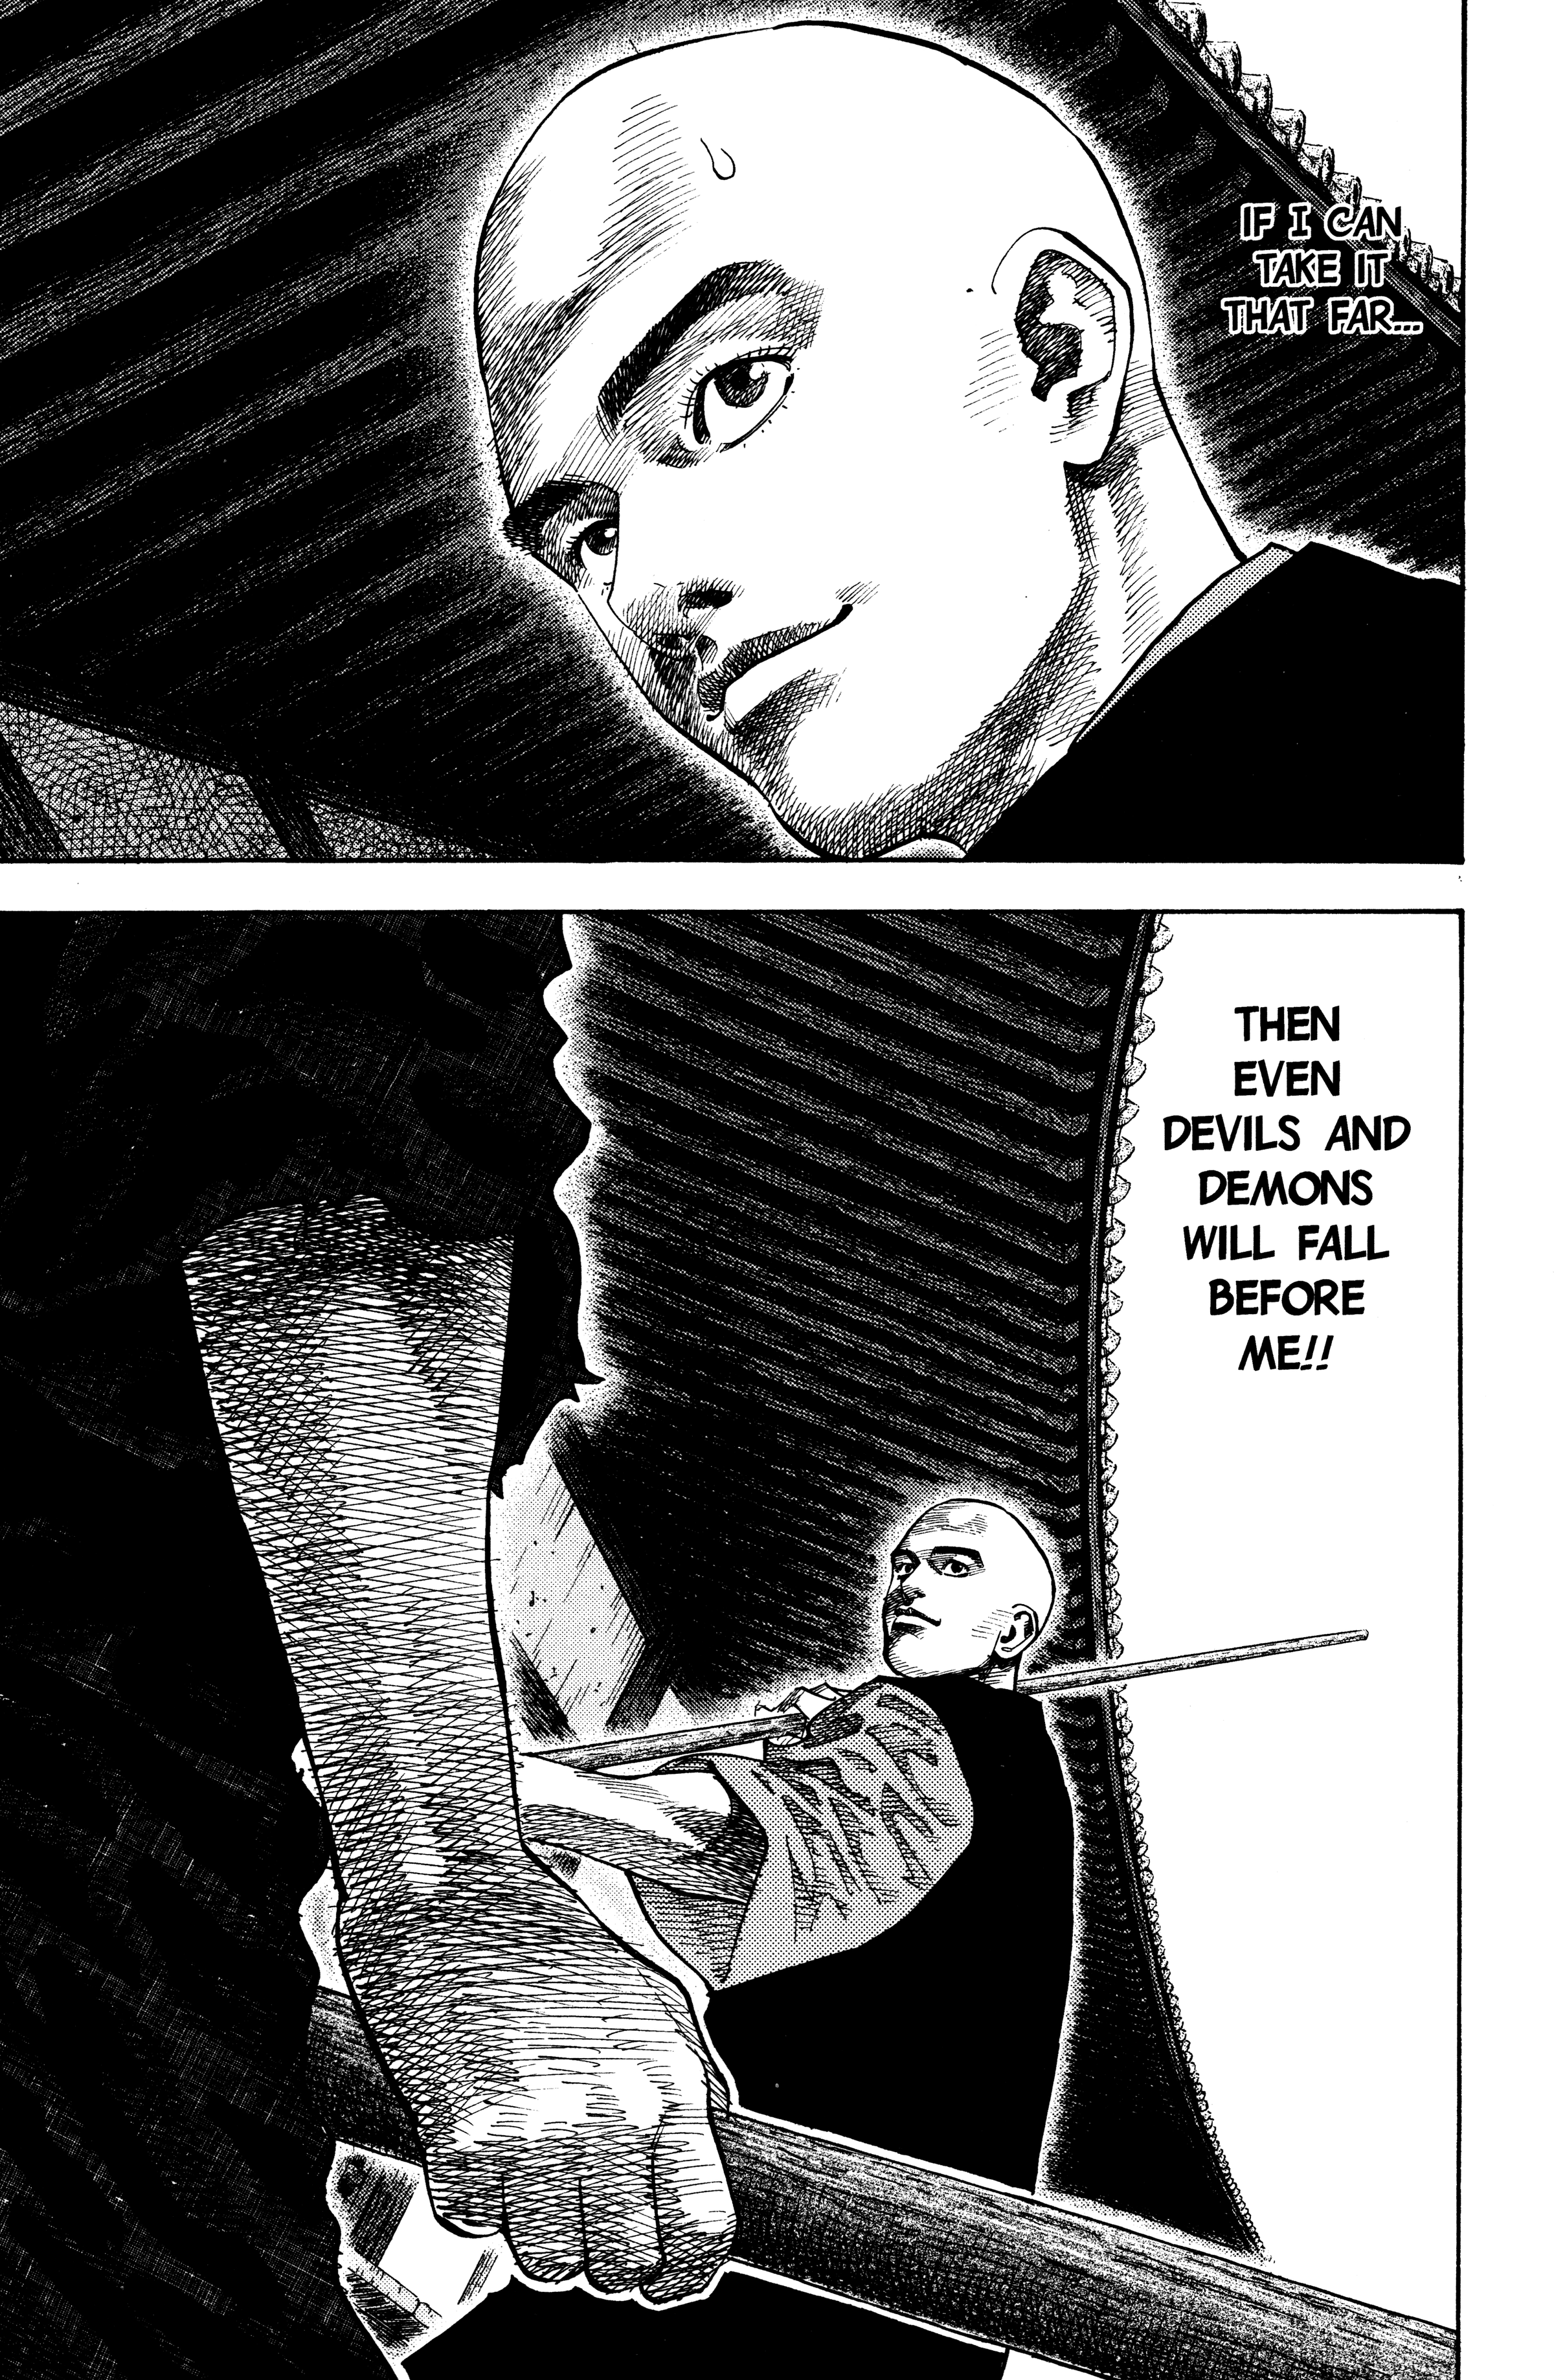 IF I CAN
TAKE IT
THAT FAR...
THEN
EVEN
DEVILS AND
DEMONS
WILL FALL
BEFORE
ME!!